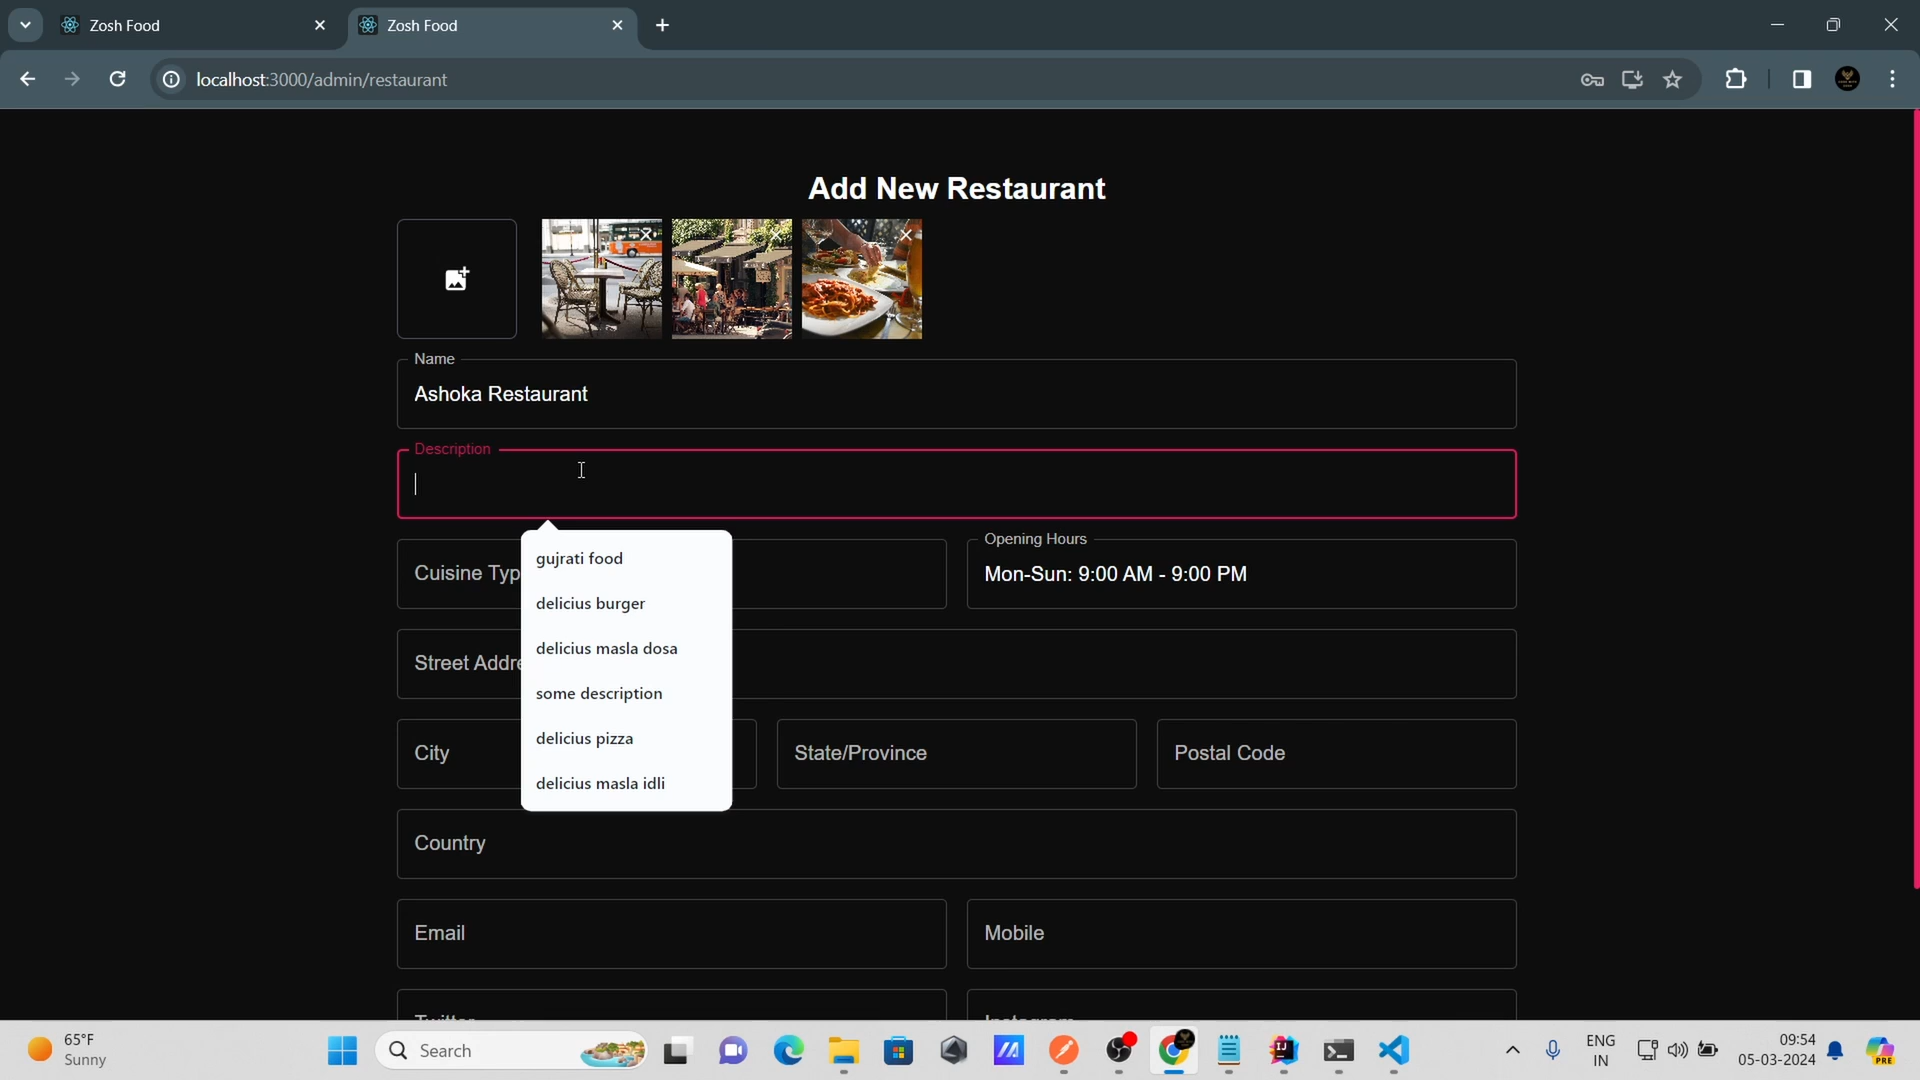 Zosh Food
Zosh Food
localhost:3000/admin/restaurant
Add New Restaurant
Name
Ashoka Restaurant
Description
gujrati food
delicius burger
delicius masla dosa
some description
delicius pizza
delicius masla idli
Cuisine Typ
Opening Hours
Mon-Sun: 9:00 AM - 9:00 PM
Street Addre
City
State/Province
Postal Code
Country
Email
Mobile
Twitter
Instagram
65°F
Sunny
Search
ENG
IN
09:54
05-03-2024
PRE